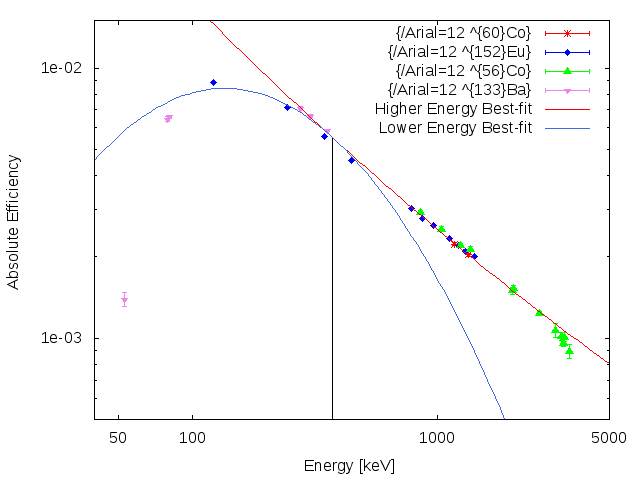 {/Arial=12 ^{60}Co}
{/Arial=12 ^{152}Eu}
{/Arial=12 ^{56}Co}
{/Arial=12 ^{133}Ba}
Higher Energy Best-fit
Lower Energy Best-fit
1e-02
1e-03
Absolute Efficiency
50
100
1000
5000
Energy [keV]